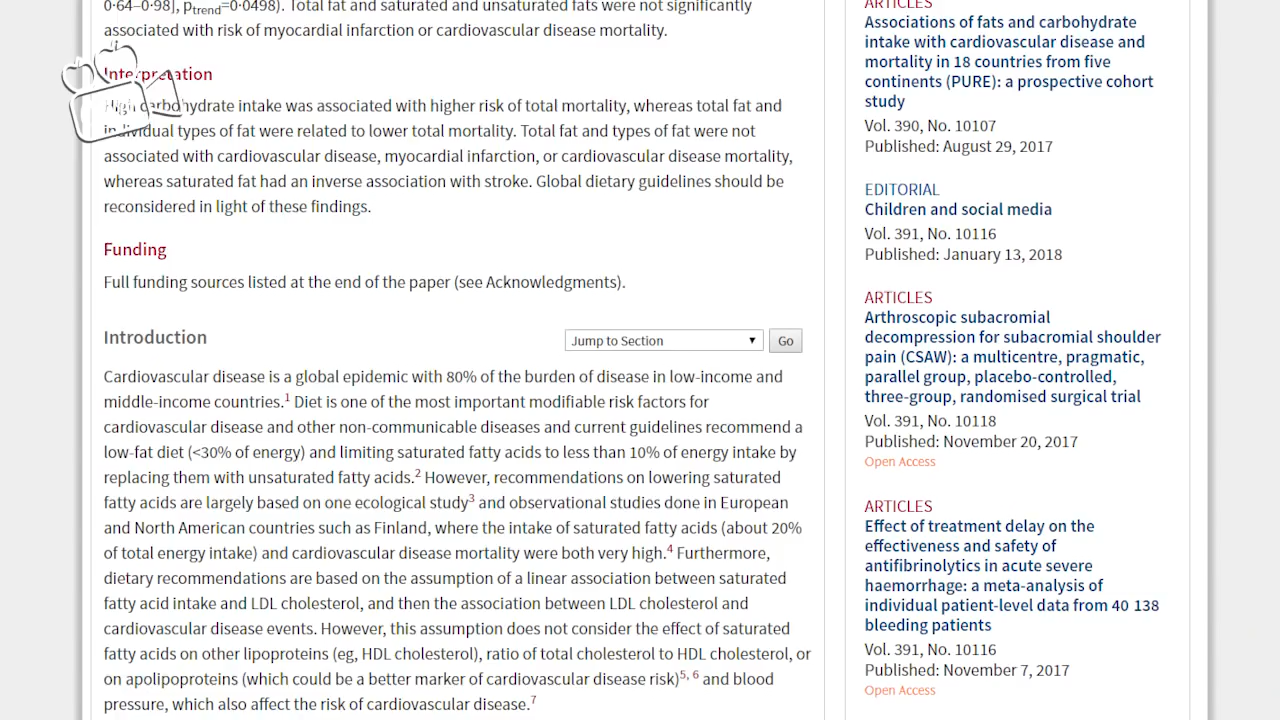 0·64–0·98], ptrend=0·0498). Total fat and saturated and unsaturated fats were not significantly
associated with risk of myocardial infarction or cardiovascular disease mortality.
Interpretation
High carbohydrate intake was associated with higher risk of total mortality, whereas total fat and
individual types of fat were related to lower total mortality. Total fat and types of fat were not
associated with cardiovascular disease, myocardial infarction, or cardiovascular disease mortality,
whereas saturated fat had an inverse association with stroke. Global dietary guidelines should be
reconsidered in light of these findings.
Funding
Full funding sources listed at the end of the paper (see Acknowledgments).
Introduction
Jump to Section
Go
Cardiovascular disease is a global epidemic with 80% of the burden of disease in low-income and
middle-income countries.1 Diet is one of the most important modifiable risk factors for
cardiovascular disease and other non-communicable diseases and current guidelines recommend a
low-fat diet (<30% of energy) and limiting saturated fatty acids to less than 10% of energy intake by
replacing them with unsaturated fatty acids.2 However, recommendations on lowering saturated
fatty acids are largely based on one ecological study3 and observational studies done in European
and North American countries such as Finland, where the intake of saturated fatty acids (about 20%
of total energy intake) and cardiovascular disease mortality were both very high.4 Furthermore,
dietary recommendations are based on the assumption of a linear association between saturated
fatty acid intake and LDL cholesterol, and then the association between LDL cholesterol and
cardiovascular disease events. However, this assumption does not consider the effect of saturated
fatty acids on other lipoproteins (eg, HDL cholesterol), ratio of total cholesterol to HDL cholesterol, or
on apolipoproteins (which could be a better marker of cardiovascular disease risk)5, 6 and blood
pressure, which also affect the risk of cardiovascular disease.7
ARTICLES
Associations of fats and carbohydrate
intake with cardiovascular disease and
mortality in 18 countries from five
continents (PURE): a prospective cohort
study
Vol. 390, No. 10107
Published: August 29, 2017
EDITORIAL
Children and social media
Vol. 391, No. 10116
Published: January 13, 2018
ARTICLES
Arthroscopic subacromial
decompression for subacromial shoulder
pain (CSAW): a multicentre, pragmatic,
parallel group, placebo-controlled,
three-group, randomised surgical trial
Vol. 391, No. 10118
Published: November 20, 2017
Open Access
ARTICLES
Effect of treatment delay on the
effectiveness and safety of
antifibrinolytics in acute severe
haemorrhage: a meta-analysis of
individual patient-level data from 40 138
bleeding patients
Vol. 391, No. 10116
Published: November 7, 2017
Open Access